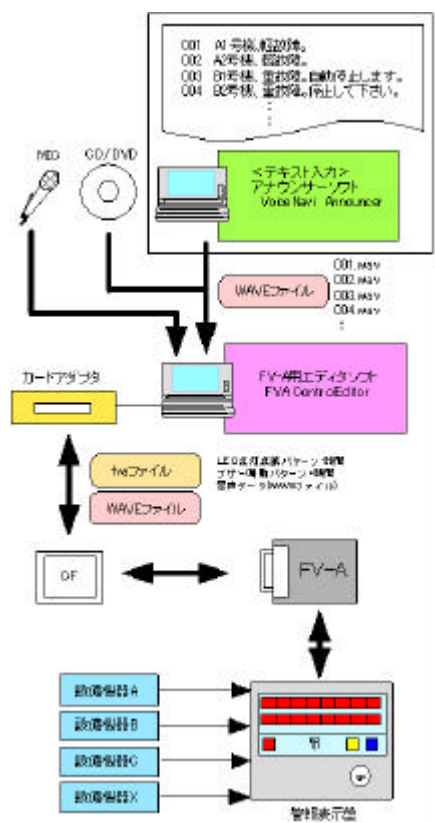 001 A1号機、軽故障。
002 A2号機、軽故障。
003 B1号機、重故障。自動停止します。
004 B2号機、重故障。停止して下さい。
MIC
CD/DVD
<テキスト入力>
アナウンサーソフト
Voice Navi Announcer
001.wav
002.wav
003.wav
004.wav
WAVEファイル
カードアダプタ
FV-A用エディタソフト
FVA ControlEditor
fvaファイル
WAVEファイル
LED点灯点滅パターン・時間
ブザー鳴動パターン・時間
音声データ(WAVEファイル)
CF
FV-A
設備機器A
設備機器B
設備機器C
設備機器X
警報表示盤